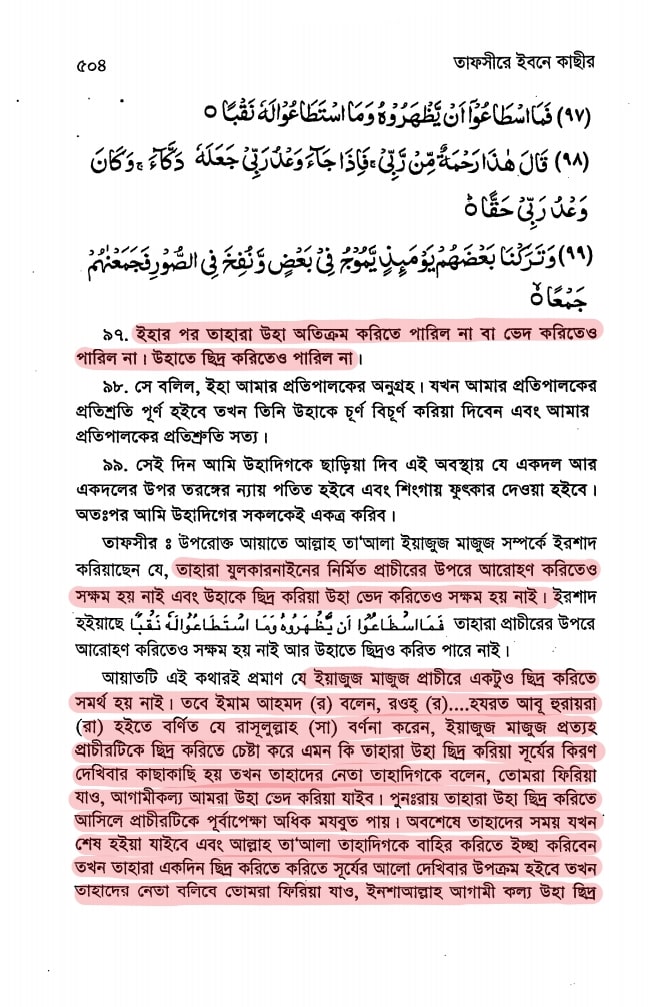 ৫০৪ তাফসীরে ইবনে কাছীর
(٩٧) فَمَا اسْطَاعُوْٓا اَنْ يَّظْهَرُوْهُ وَمَا اسْتَطَاعُوْا لَهٗ نَقْبًا ○
(٩٨) قَالَ هٰذَا رَحْمَةٌ مِّنْ رَّبِّىْ ۚ فَاِذَا جَآءَ وَعْدُ رَبِّىْ جَعَلَهٗ دَكَّآءَ ۚ وَكَانَ
وَعْدُ رَبِّىْ حَقًّا ○
(٩٩) وَتَرَكْنَا بَعْضَهُمْ يَوْمَئِذٍ يَّمُوْجُ فِىْ بَعْضٍ وَّنُفِخَ فِى الصُّوْرِ فَجَمَعْنٰهُمْ
جَمْعًا ○
৯৭. ইহার পর তাহারা উহা অতিক্রম করিতে পারিল না বা ভেদ করিতেও
পারিল না। উহাতে ছিদ্র করিতেও পারিল না।
৯৮. সে বলিল, ইহা আমার প্রতিপালকের অনুগ্রহ। যখন আমার প্রতিপালকের
প্রতিশ্রতি পূর্ণ হইবে তখন তিনি উহাকে চূর্ণ বিচূর্ণ করিয়া দিবেন এবং আমার
প্রতিপালকের প্রতিশ্রুতি সত্য।
৯৯. সেই দিন আমি উহাদিগকে ছাড়িয়া দিব এই অবস্থায় যে একদল আর
একদলের উপর তরঙ্গের ন্যায় পতিত হইবে এবং শিংগায় ফুৎকার দেওয়া হইবে।
অতঃপর আমি উহাদিগের সকলকেই একত্র করিব।
তাফসীর ঃ উপরোক্ত আয়াতে আল্লাহ তা'আলা ইয়াজুজ মাজুজ সম্পর্কে ইরশাদ
করিয়াছেন যে, তাহারা যুলকারনাইনের নির্মিত প্রাচীরের উপরে আরোহণ করিতেও
সক্ষম হয় নাই এবং উহাকে ছিদ্র করিয়া উহা ভেদ করিতেও সক্ষম হয় নাই। ইরশাদ
হইয়াছে فَمَا اسْطَاعُوْا اَنْ يَّظْهَرُوْهُ وَمَا اسْتَطَاعُوْا لَهٗ نَقْبًا তাহারা প্রাচীরের উপরে
আরোহণ করিতেও সক্ষম হয় নাই আর উহাতে ছিদ্রও করিত পারে নাই।
আয়াতটি এই কথারই প্রমাণ যে ইয়াজুজ মাজুজ প্রাচীরে একটুও ছিদ্র করিতে
সমর্থ হয় নাই। তবে ইমাম আহমদ (র) বলেন, রওহ্ (র)....হযরত আবূ হুরায়রা
(রা) হইতে বর্ণিত যে রাসূলুল্লাহ (সা) বর্ণনা করেন, ইয়াজুজ মাজুজ প্রত্যহ
প্রাচীরটিকে ছিদ্র করিতে চেষ্টা করে এমন কি তাহারা উহা ছিদ্র করিয়া সূর্যের কিরণ
দেখিবার কাছাকাছি হয় তখন তাহাদের নেতা তাহাদিগকে বলেন, তোমরা ফিরিয়া
যাও, আগামীকল্য আমরা উহা ভেদ করিয়া যাইব। পুনঃরায় তাহারা উহা ছিদ্র করিতে
আসিলে প্রাচীরটিকে পূর্বাপেক্ষা অধিক মযবুত পায়। অবশেষে তাহাদের সময় যখন
শেষ হইয়া যাইবে এবং আল্লাহ তা'আলা তাহাদিগকে বাহির করিতে ইচ্ছা করিবেন
তখন তাহারা একদিন ছিদ্র করিতে করিতে সূর্যের আলো দেখিবার উপক্রম হইবে তখন
তাহাদের নেতা বলিবে তোমরা ফিরিয়া যাও, ইনশাআল্লাহ আগামী কল্য উহা ছিদ্র